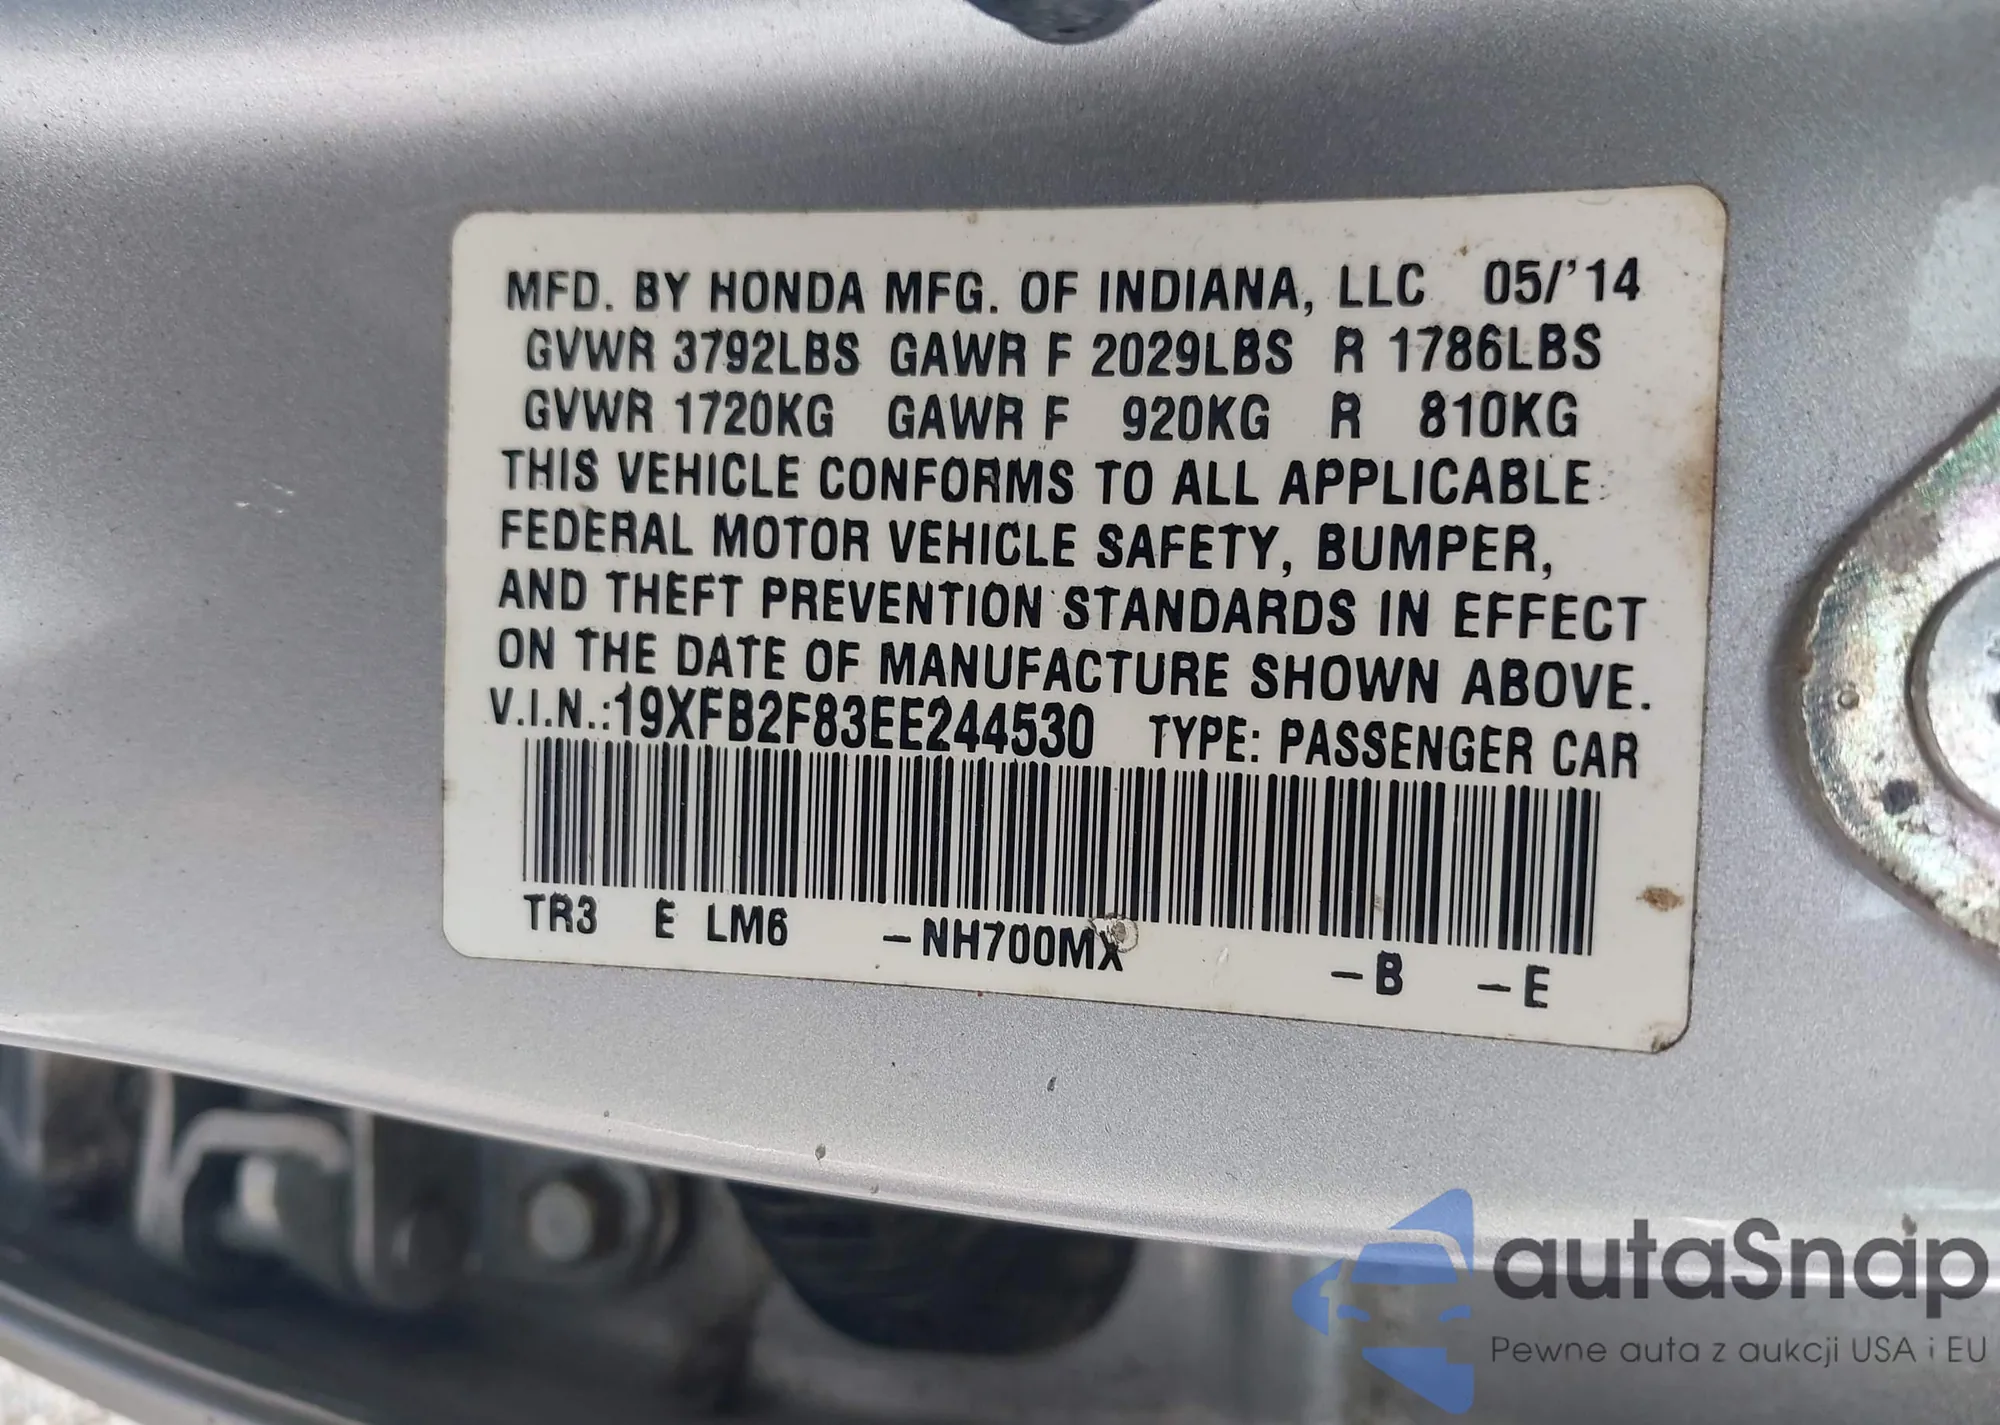 MFD. BY HONDA MFG. OF INDIANA, LLC 05/'14
GVWR 3792LBS GAWR F 2029LBS R 1786LBS
GVWR 1720KG GAWR F 920KG R 810KG
THIS VEHICLE CONFORMS TO ALL APPLICABLE
FEDERAL MOTOR VEHICLE SAFETY, BUMPER,
AND THEFT PREVENTION STANDARDS IN EFFECT
ON THE DATE OF MANUFACTURE SHOWN ABOVE.
V.I.N.:19XFB2F83EE244530 TYPE: PASSENGER CAR
TR3 E LM6 –NH700MX –B –E
autaSnap
Pewne auta z aukcji USA i EU